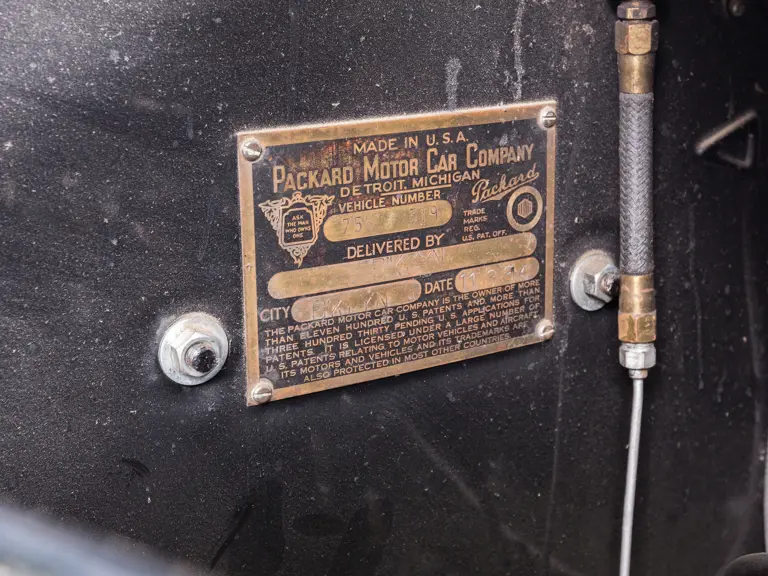 MADE IN U.S.A.
PACKARD MOTOR CAR COMPANY
DETROIT, MICHIGAN
ASK
THE MAN
WHO OWNS
ONE
VEHICLE NUMBER
Packard
TRADE
MARKS
REG.
U.S. PAT. OFF.
DELIVERED BY
CITY
DATE
THE PACKARD MOTOR CAR COMPANY IS THE OWNER OF MORE
THAN ELEVEN HUNDRED U.S. PATENTS AND MORE THAN
THREE HUNDRED THIRTY PENDING U.S. APPLICATIONS FOR
PATENTS. IT IS LICENSED UNDER A LARGE NUMBER OF
U.S. PATENTS RELATING TO MOTOR VEHICLES AND AIRCRAFT.
ITS MOTORS AND VEHICLES AND ITS TRADEMARKS ARE
ALSO PROTECTED IN MOST OTHER COUNTRIES